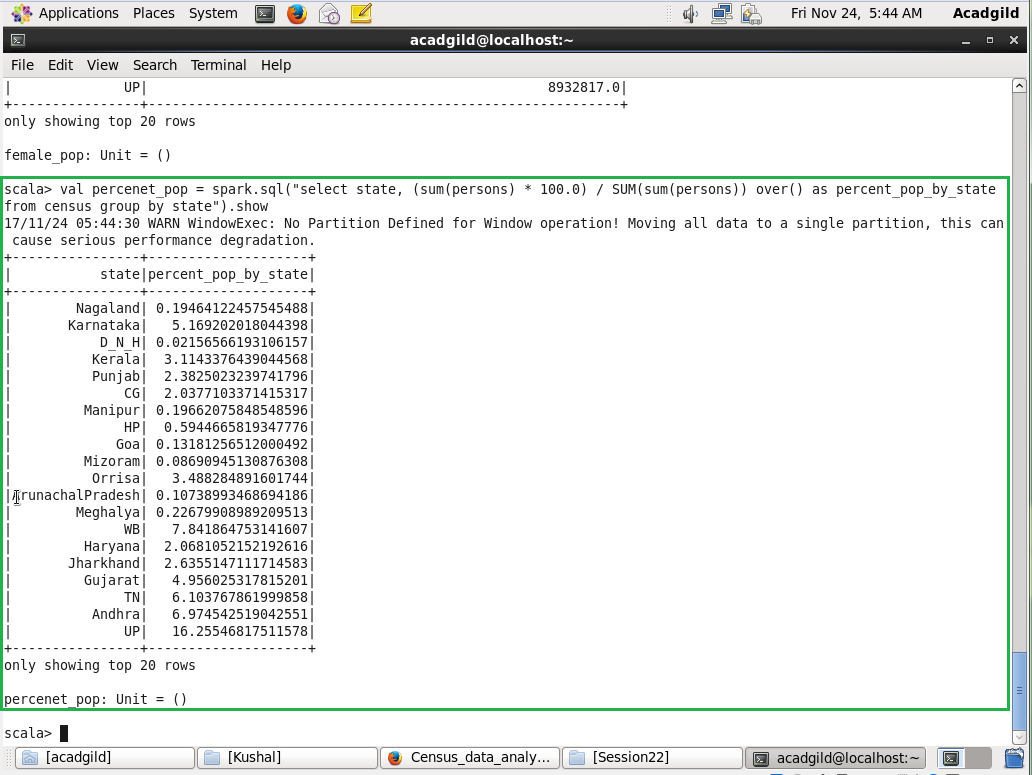 Applications Places System Fri Nov 24, 5:44 AM Acadgild
acadgild@localhost:~
File Edit View Search Terminal Help
| UP| 8932817.0|
+---------------+-----------------------------------------------------------+
only showing top 20 rows
female_pop: Unit = ()
scala> val percenet_pop = spark.sql("select state, (sum(persons) * 100.0) / SUM(sum(persons)) over() as percent_pop_by_state
from census group by state").show
17/11/24 05:44:30 WARN WindowExec: No Partition Defined for Window operation! Moving all data to a single partition, this can
cause serious performance degradation.
+----------------+--------------------+
| state|percent_pop_by_state|
+----------------+--------------------+
| Nagaland| 0.19464122457545488|
| Karnataka| 5.169202018044398|
| D_N_H| 0.02156566193106157|
| Kerala| 3.1143376439044568|
| Punjab| 2.3825023239741796|
| CG| 2.0377103371415317|
| Manipur| 0.19662075848548596|
| HP| 0.5944665819347776|
| Goa| 0.13181256512000492|
| Mizoram| 0.08690945130876308|
| Orrisa| 3.488284891601744|
|ArunachalPradesh| 0.10738993468694186|
| Meghalya| 0.22679908989209513|
| WB| 7.841864753141607|
| Haryana| 2.0681052152192616|
| Jharkhand| 2.6355147111714583|
| Gujarat| 4.956025317815201|
| TN| 6.103767861999858|
| Andhra| 6.974542519042551|
| UP| 16.25546817511578|
+----------------+--------------------+
only showing top 20 rows
percenet_pop: Unit = ()
scala>
[acadgild] [Kushal] Census_data_analy... [Session22] acadgild@localhost:~